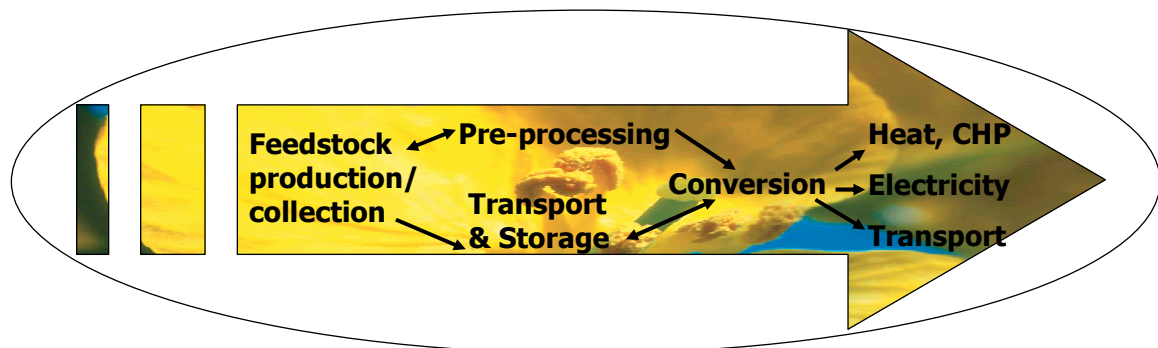 Feedstock
production/
collection
Pre-processing
Transport
& Storage
Conversion
Heat, CHP
Electricity
Transport